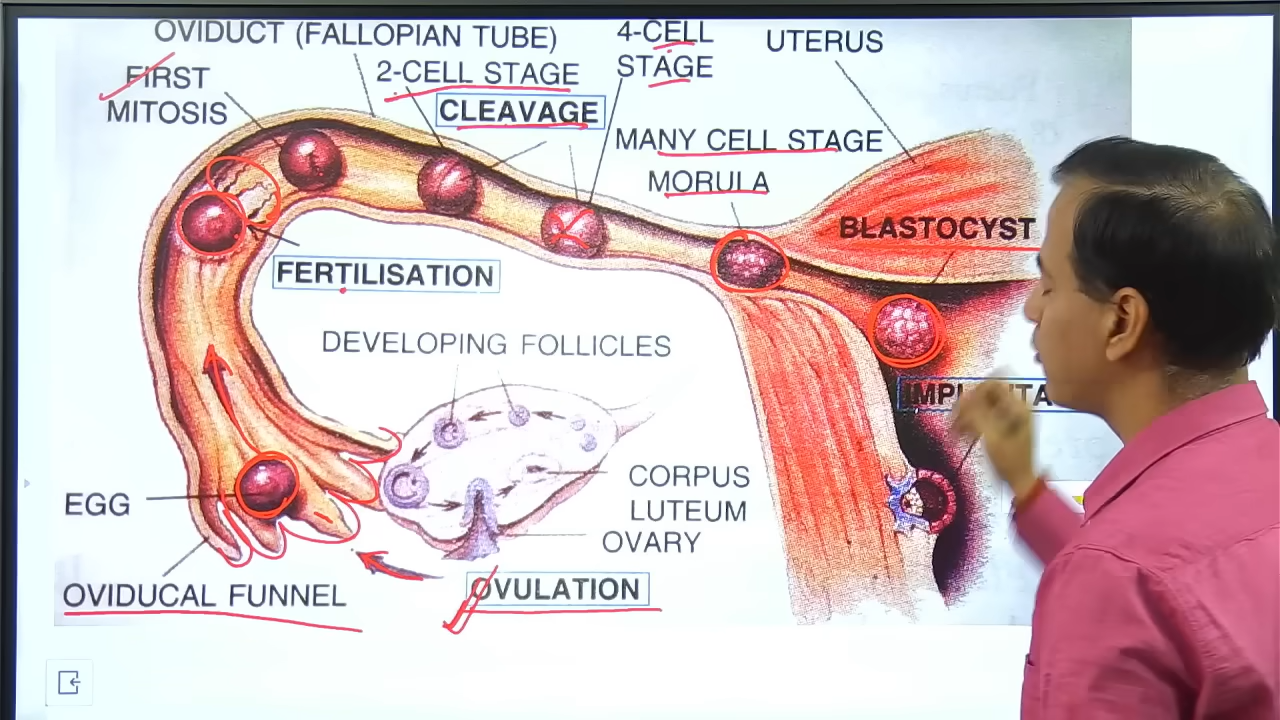 OVIDUCT (FALLOPIAN TUBE)
4-CELL
STAGE
UTERUS
FIRST
MITOSIS
2-CELL STAGE
CLEAVAGE
MANY CELL STAGE
MORULA
BLASTOCYST
FERTILISATION
DEVELOPING FOLLICLES
EGG
CORPUS
LUTEUM
OVARY
OVIDUCAL FUNNEL
OVULATION